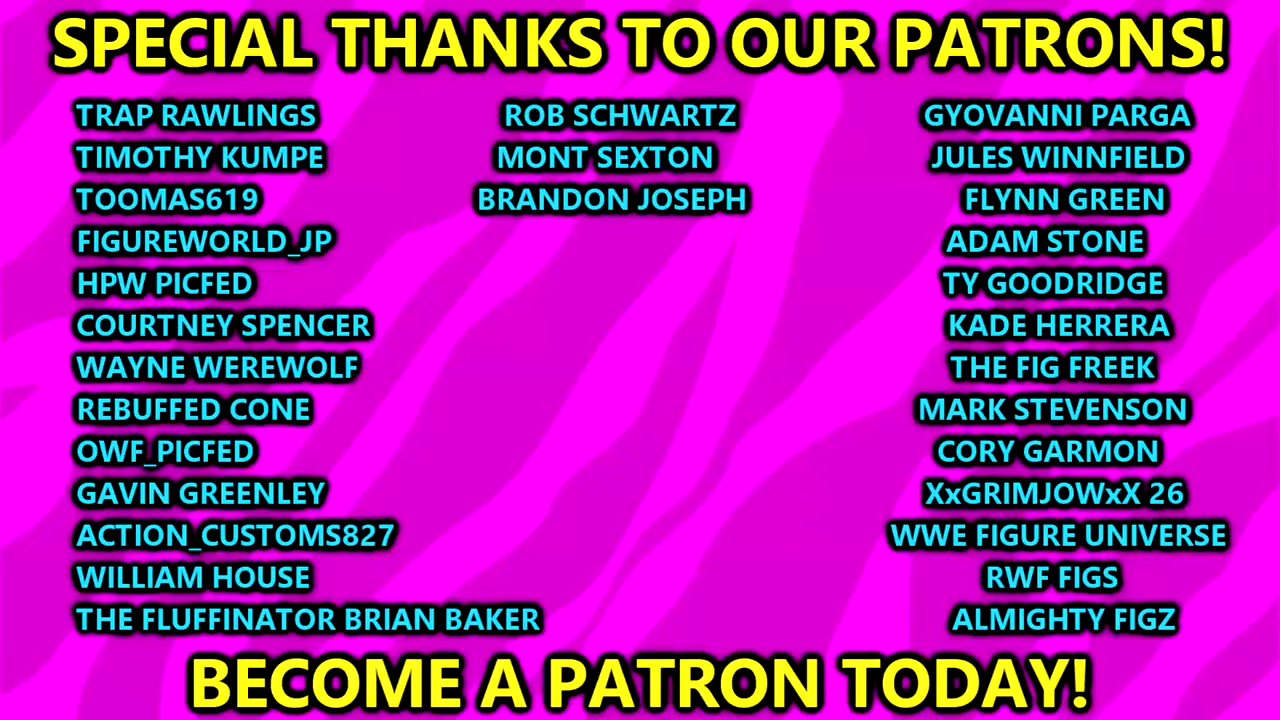 SPECIAL THANKS TO OUR PATRONS!
TRAP RAWLINGS
TIMOTHY KUMPE
TOOMAS619
FIGUREWORLD_JP
HPW PICFED
COURTNEY SPENCER
WAYNE WEREWOLF
REBUFFED CONE
OWF_PICFED
GAVIN GREENLEY
ACTION_CUSTOMS827
WILLIAM HOUSE
THE FLUFFINATOR BRIAN BAKER
ROB SCHWARTZ
MONT SEXTON
BRANDON JOSEPH
GYOVANNI PARGA
JULES WINNFIELD
FLYNN GREEN
ADAM STONE
TY GOODRIDGE
KADE HERRERA
THE FIG FREEK
MARK STEVENSON
CORY GARMON
XxGRIMJOWxX 26
WWE FIGURE UNIVERSE
RWF FIGS
ALMIGHTY FIGZ
BECOME A PATRON TODAY!